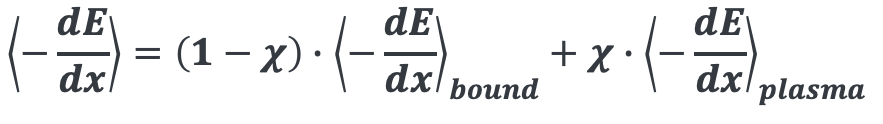 ⟨−dE/dx⟩ = (1 − χ) · ⟨−dE/dx⟩_bound + χ · ⟨−dE/dx⟩_plasma